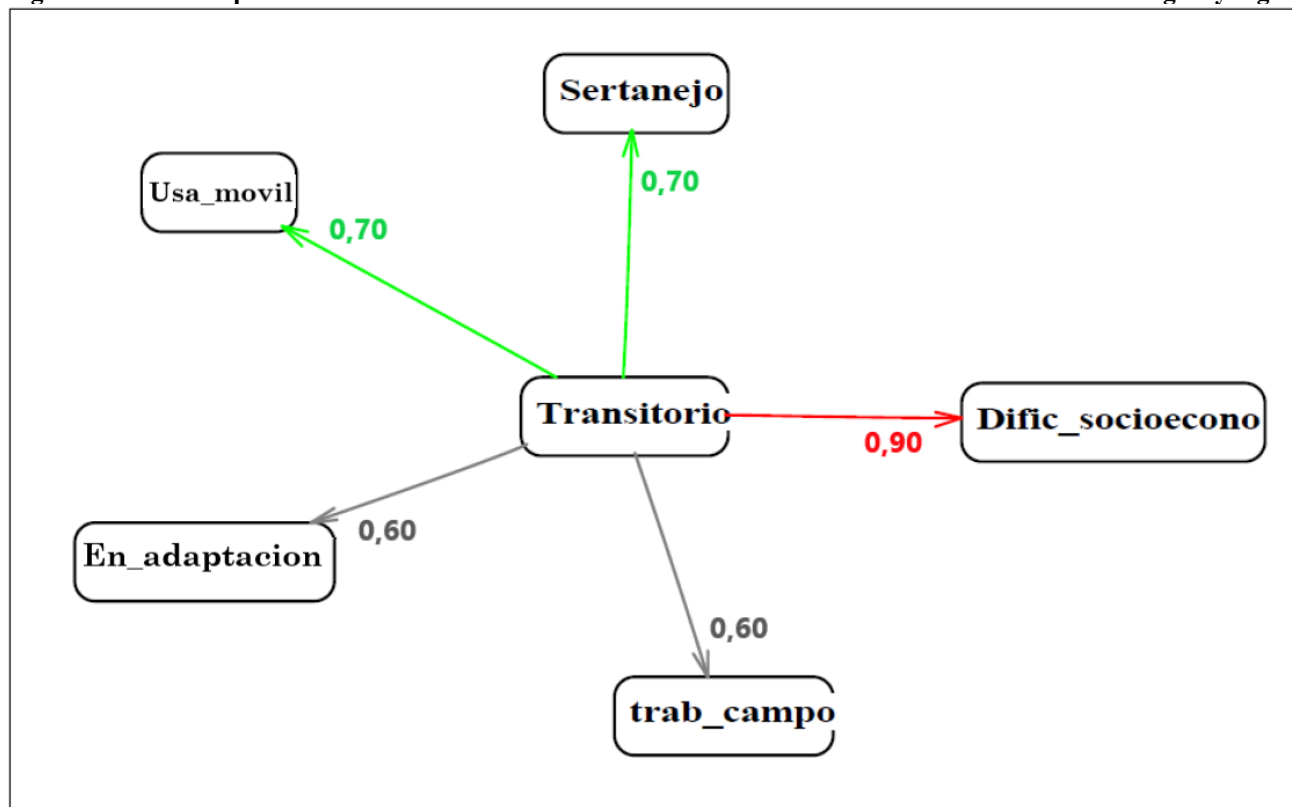 Sertanejo
0,70
Usa_movil
0,70
Transitorio
Dific_socioecono
0,90
En_adaptacion
0,60
0,60
trab_campo